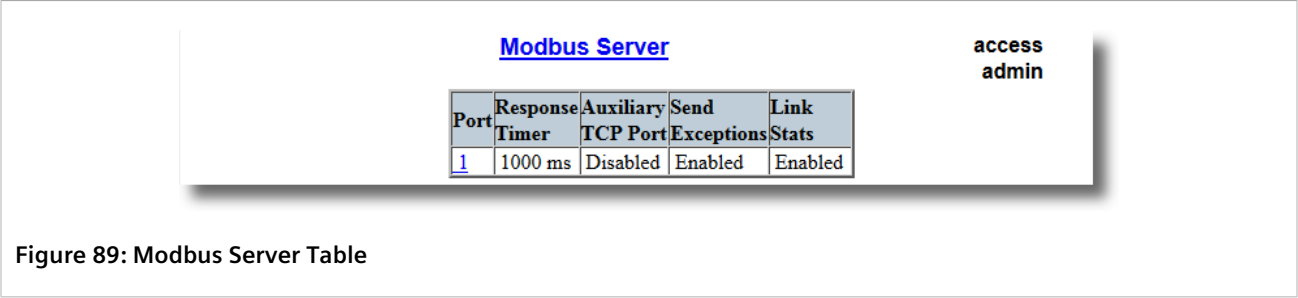 Modbus Server
access
admin
Port Response Timer Auxiliary TCP Port Send Exceptions Link Stats
1 1000 ms Disabled Enabled Enabled
Figure 89: Modbus Server Table